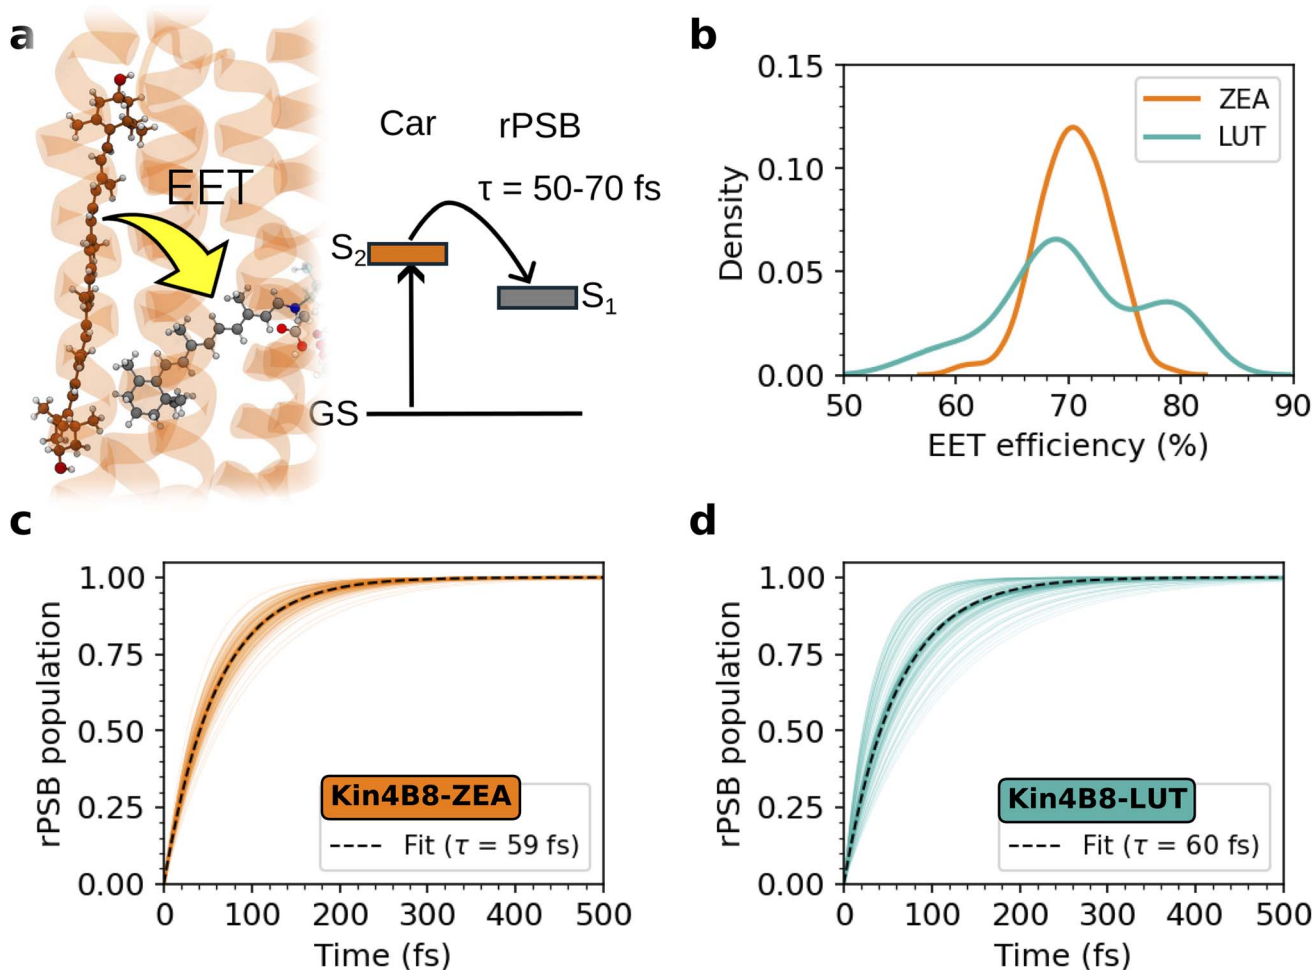 a
EET
Car
rPSB
τ = 50-70 fs
S₂
S₁
GS
b
0.15
0.10
0.05
0.00
Density
ZEA
LUT
50
60
70
80
90
EET efficiency (%)
c
1.00
0.75
0.50
0.25
0.00
rPSB population
Kin4B8-ZEA
Fit (τ = 59 fs)
0
100
200
300
400
500
Time (fs)
d
1.00
0.75
0.50
0.25
0.00
rPSB population
Kin4B8-LUT
Fit (τ = 60 fs)
0
100
200
300
400
500
Time (fs)